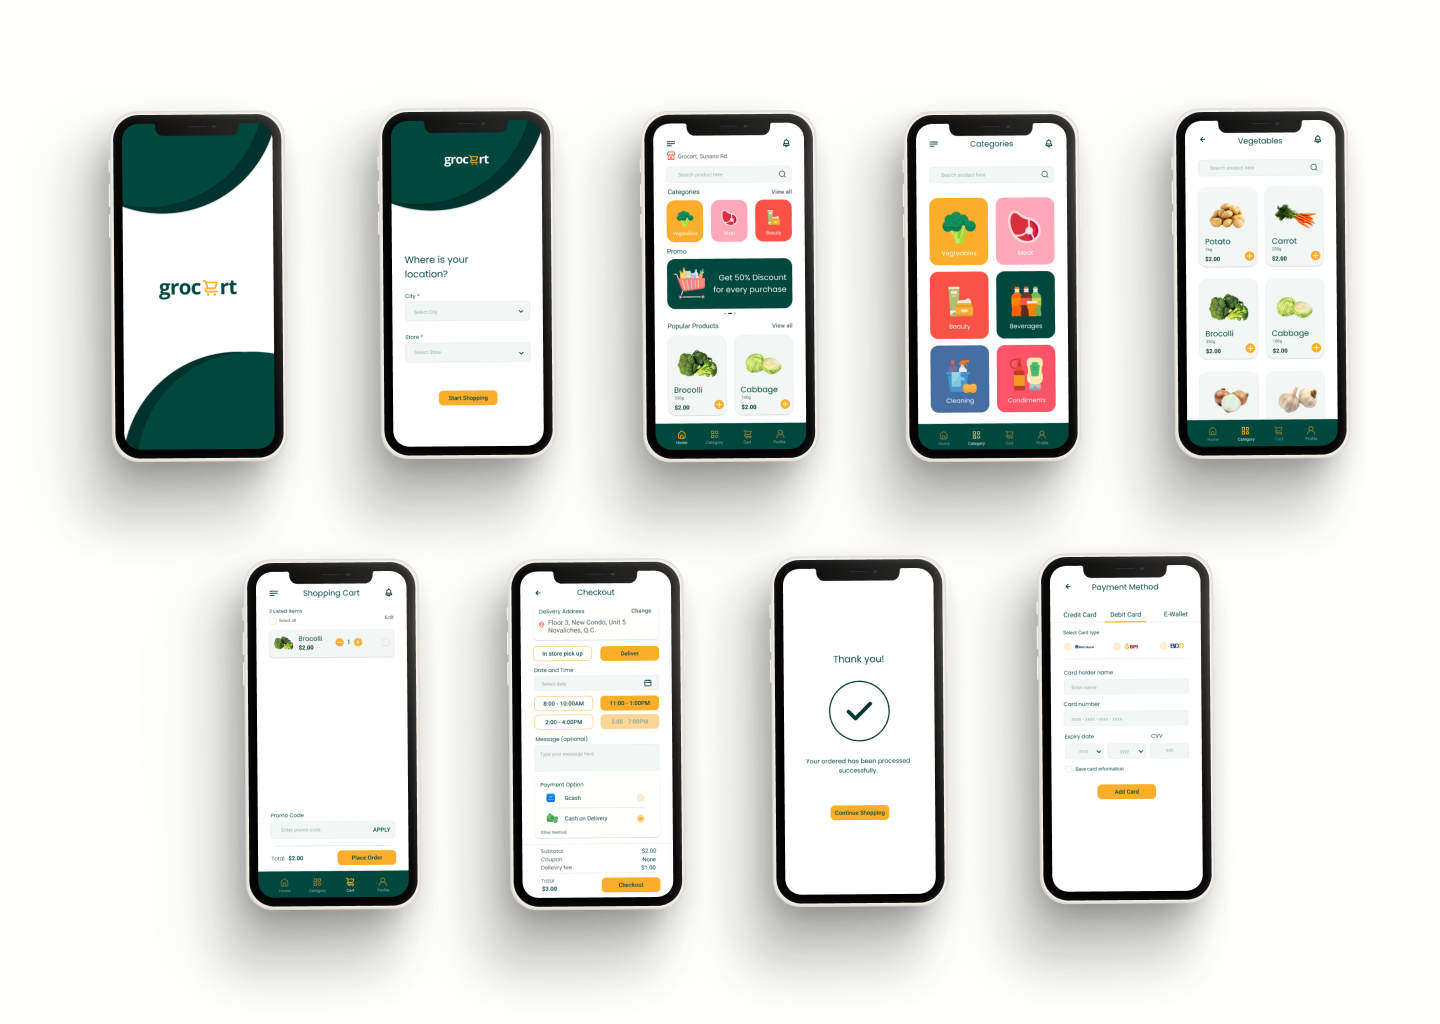 grocart
grocart
Where is your
location?
City *
Select City
Store *
Select Store
Start Shopping
Grocart, Susano Rd.
Search product here
Categories
View all
Vegteables
Meat
Beauty
Promo
Get 50% Discount
for every purchase
Popular Products
View all
Brocolli
350g
$2.00
Cabbage
100g
$2.00
Home
Category
Cart
Profile
Categories
Search product here
Vegteables
Meat
Beauty
Beverages
Cleaning
Condiments
Home
Category
Cart
Profile
Vegetables
Search product here
Potato
1kg
$2.00
Carrot
250g
$2.00
Brocolli
350g
$2.00
Cabbage
100g
$2.00
Home
Category
Cart
Profile
Shopping Cart
Listed Items
Select all
Edit
Brocolli
$2.00
1
Promo Code
Enter promo code
APPLY
Total $2.00
Place Order
Home
Category
Cart
Profile
Checkout
Delivery Address
Change
Floor 3, New Condo, Unit 5
Novaliches, Q.C.
In store pick up
Deliver
Date and Time
Select date
8:00 - 10:00AM
11:00 - 1:00PM
2:00 - 4:00PM
5:00 - 7:00PM
Message (optional)
Type your message here
Payment Option
Gcash
Cash on Delivery
Other Method
Subtotal $2.00
Coupon None
Delievry fee $1.00
Total
$3.00
Checkout
Thank you!
Your ordered has been processed
successfully.
Continue Shopping
Payment Method
Credit Card
Debit Card
E-Wallet
Select Card type
BPI
BDO
Card holder name
Enter name
Card number
xxxx - xxxx - xxxx - xxxx
Expiry date
CVV
YYYY
xxx
Save card information
Add Card